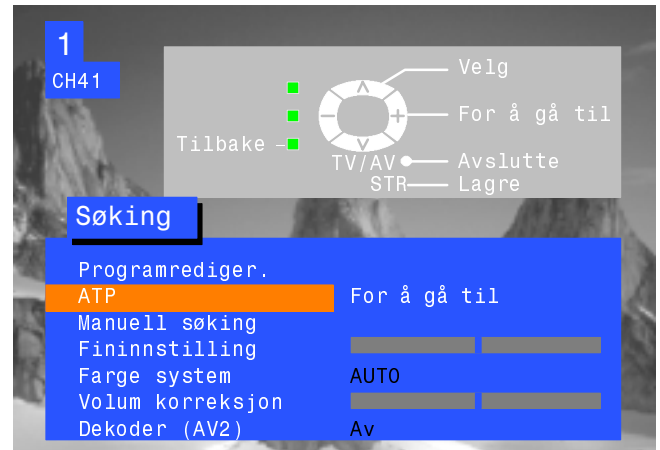 1
CH41
Velg
For å gå til
Tilbake
TV/AV Avslutte
STR Lagre
Søking
Programrediger.
ATP For å gå til
Manuell søking
Fininnstilling
Farge system AUTO
Volum korreksjon
Dekoder (AV2) Av